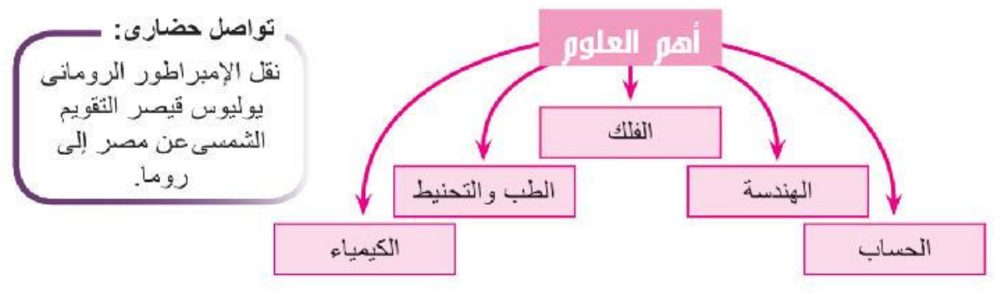 أهم العلوم
الفلك
الهندسة
الطب والتحنيط
الحساب
الكيمياء
تواصل حضارى:
نقل الإمبراطور الرومانى
يوليوس قيصر التقويم
الشمسى عن مصر إلى
روما.